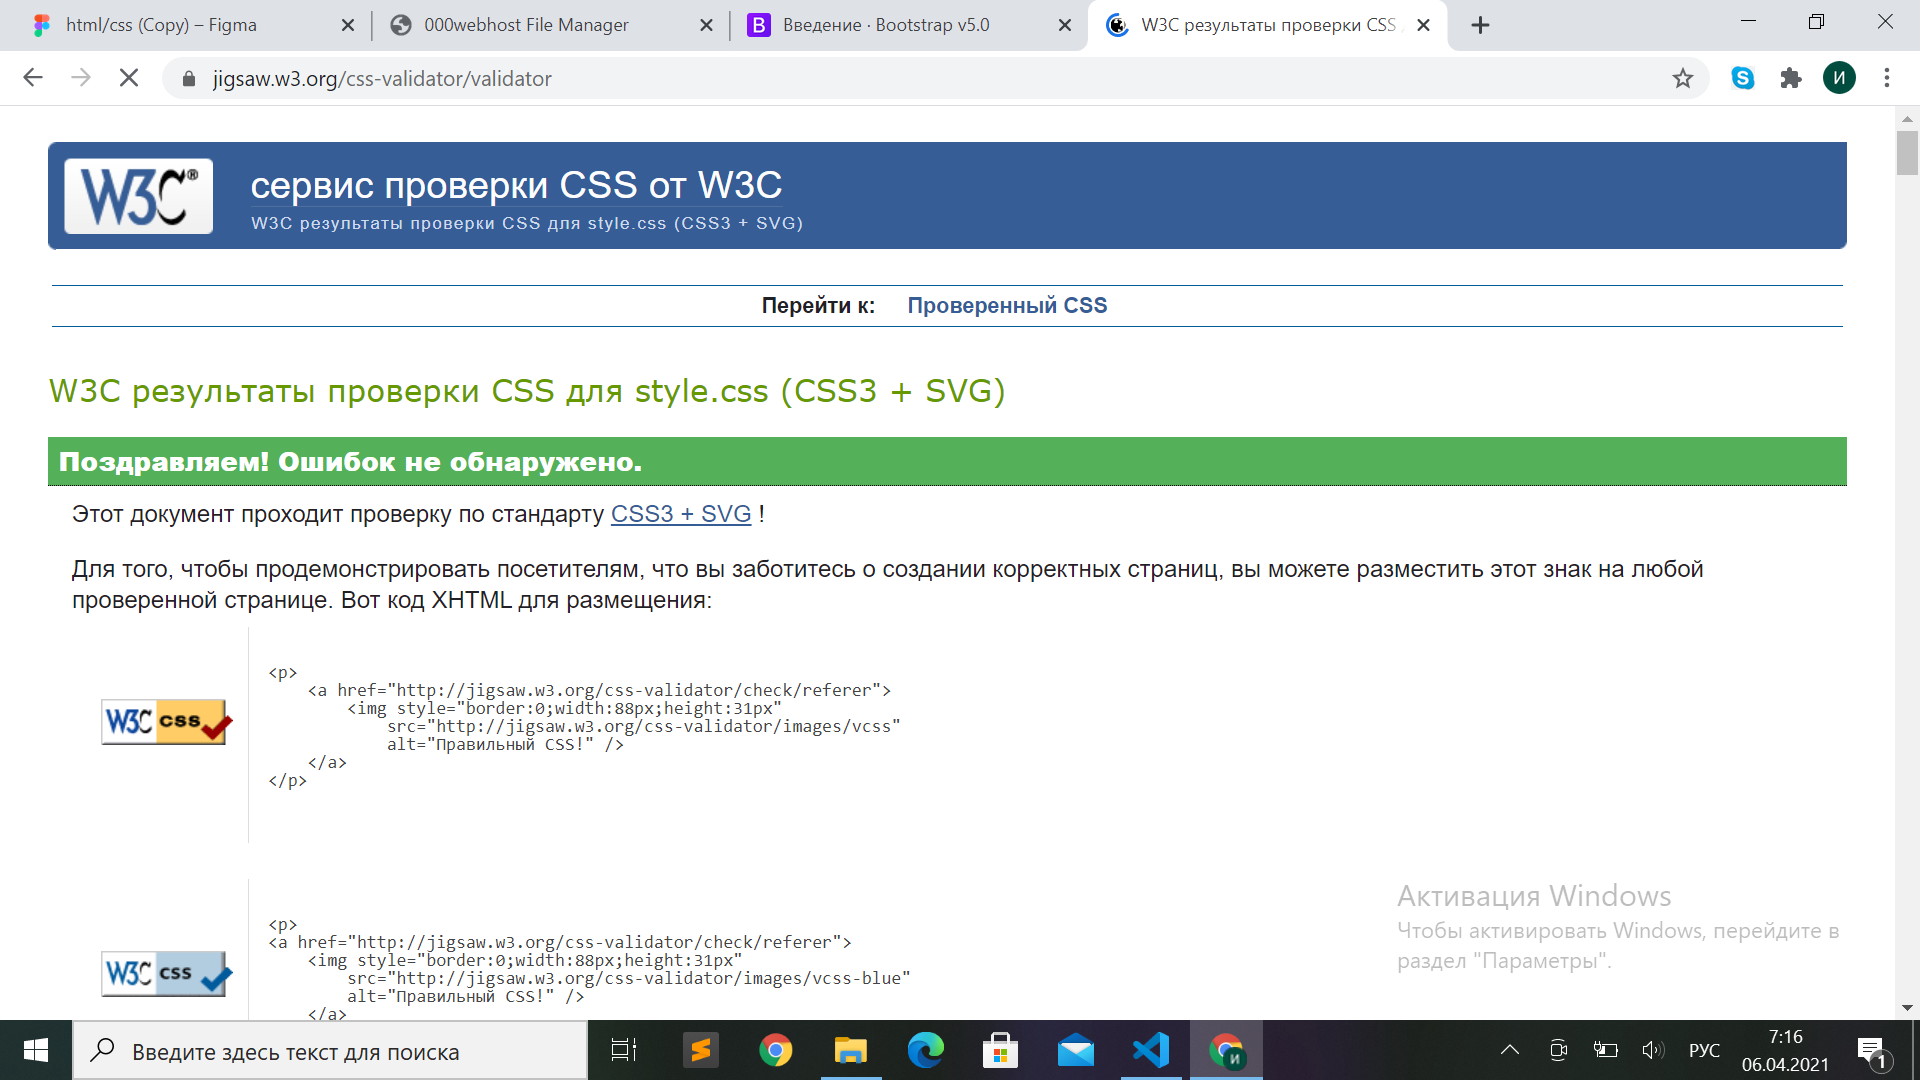 html/css (Copy) – Figma
000webhost File Manager
Введение · Bootstrap v5.0
W3C результаты проверки CSS
jigsaw.w3.org/css-validator/validator
И
W3C®
сервис проверки CSS от W3C
W3C результаты проверки CSS для style.css (CSS3 + SVG)
Перейти к: Проверенный CSS
W3C результаты проверки CSS для style.css (CSS3 + SVG)
Поздравляем! Ошибок не обнаружено.
Этот документ проходит проверку по стандарту CSS3 + SVG !
Для того, чтобы продемонстрировать посетителям, что вы заботитесь о создании корректных страниц, вы можете разместить этот знак на любой
проверенной странице. Вот код XHTML для размещения:
W3C css
<p>
<a href="http://jigsaw.w3.org/css-validator/check/referer">
<img style="border:0;width:88px;height:31px"
src="http://jigsaw.w3.org/css-validator/images/vcss"
alt="Правильный CSS!" />
</a>
</p>
W3C css
<p>
<a href="http://jigsaw.w3.org/css-validator/check/referer">
<img style="border:0;width:88px;height:31px"
src="http://jigsaw.w3.org/css-validator/images/vcss-blue"
alt="Правильный CSS!" />
</a>
Активация Windows
Чтобы активировать Windows, перейдите в
раздел "Параметры".
Введите здесь текст для поиска
И
РУС
7:16
06.04.2021
1